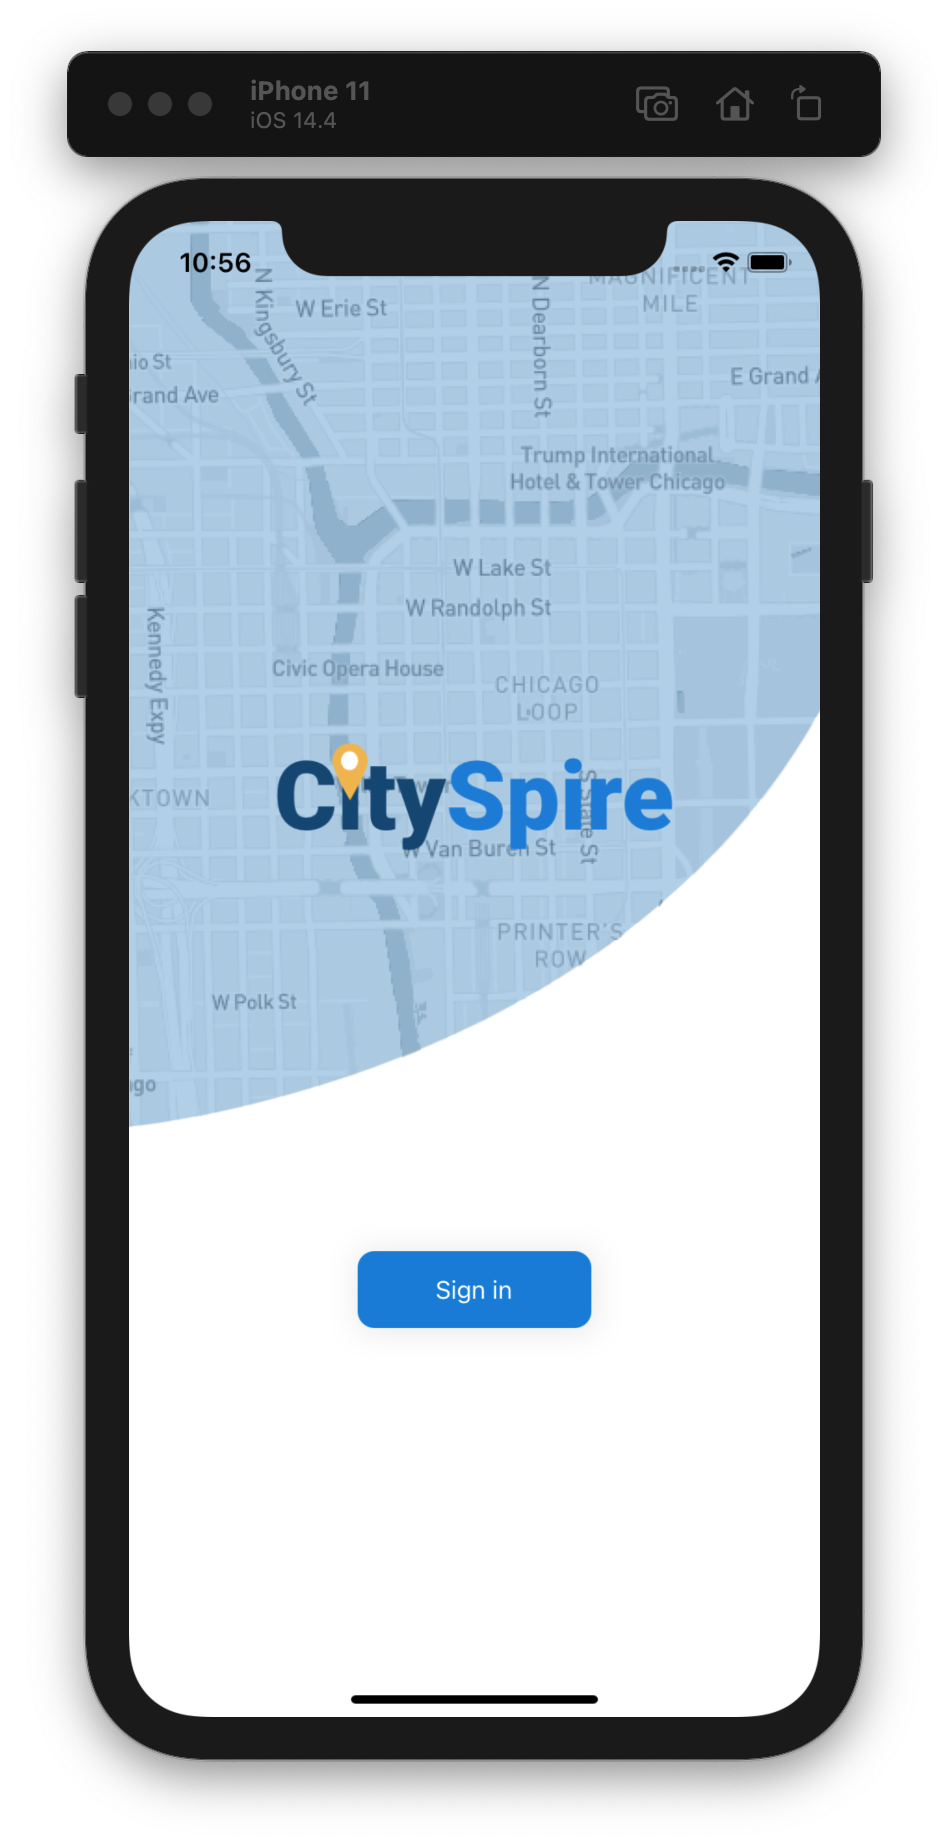 iPhone 11
iOS 14.4
10:56
MAGNIFICENT
MILE
N Kingsbury St
W Erie St
N Dearborn St
io St
rand Ave
E Grand
Trump International
Hotel & Tower Chicago
W Lake St
W Randolph St
Kennedy Expy
Civic Opera House
CHICAGO
LOOP
CitySpire
KTOWN
Tower
S State St
W Van Buren St
PRINTER'S
ROW
W Polk St
go
Sign in